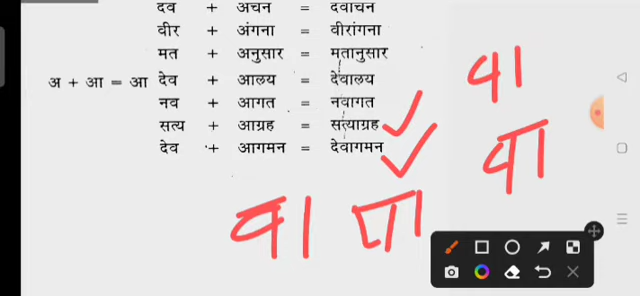 देव + अर्चन = देवार्चन
वीर + अंगना = वीरांगना
मत + अनुसार = मतानुसार
अ + आ = आ देव + आलय = देवालय
नव + आगत = नवागत
सत्य + आग्रह = सत्याग्रह
देव + आगमन = देवागमन
वा
वा
वा